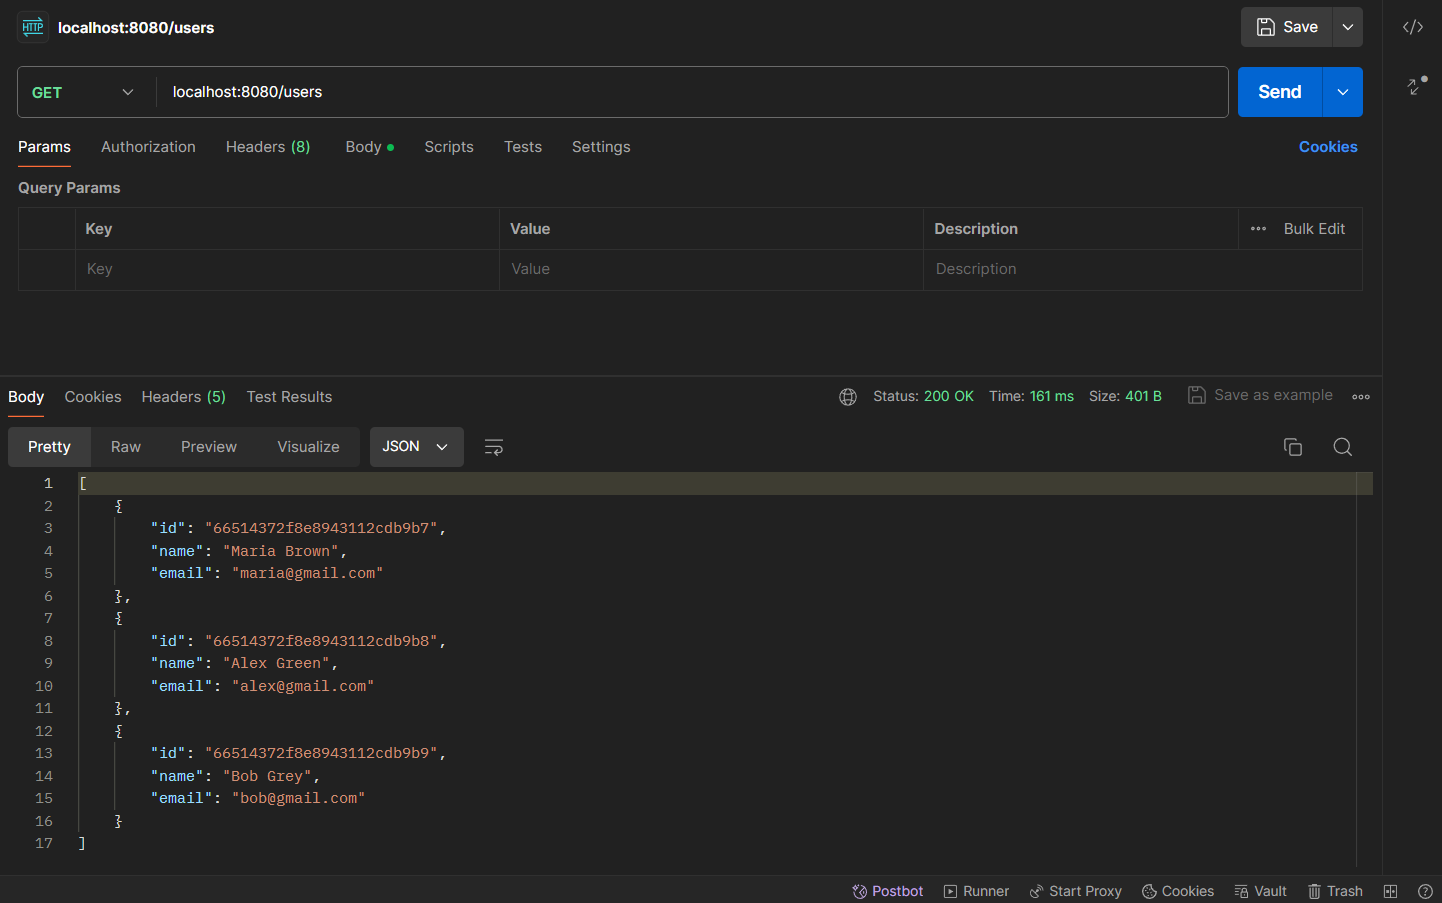 HTTP localhost:8080/users Save
GET localhost:8080/users Send
Params Authorization Headers (8) Body Scripts Tests Settings Cookies
Query Params
Key Value Description Bulk Edit
Key Value Description
Body Cookies Headers (5) Test Results Status: 200 OK Time: 161 ms Size: 401 B Save as example
Pretty Raw Preview Visualize JSON
1 [
2 {
3 "id": "66514372f8e8943112cdb9b7",
4 "name": "Maria Brown",
5 "email": "maria@gmail.com"
6 },
7 {
8 "id": "66514372f8e8943112cdb9b8",
9 "name": "Alex Green",
10 "email": "alex@gmail.com"
11 },
12 {
13 "id": "66514372f8e8943112cdb9b9",
14 "name": "Bob Grey",
15 "email": "bob@gmail.com"
16 }
17 ]
Postbot Runner Start Proxy Cookies Vault Trash